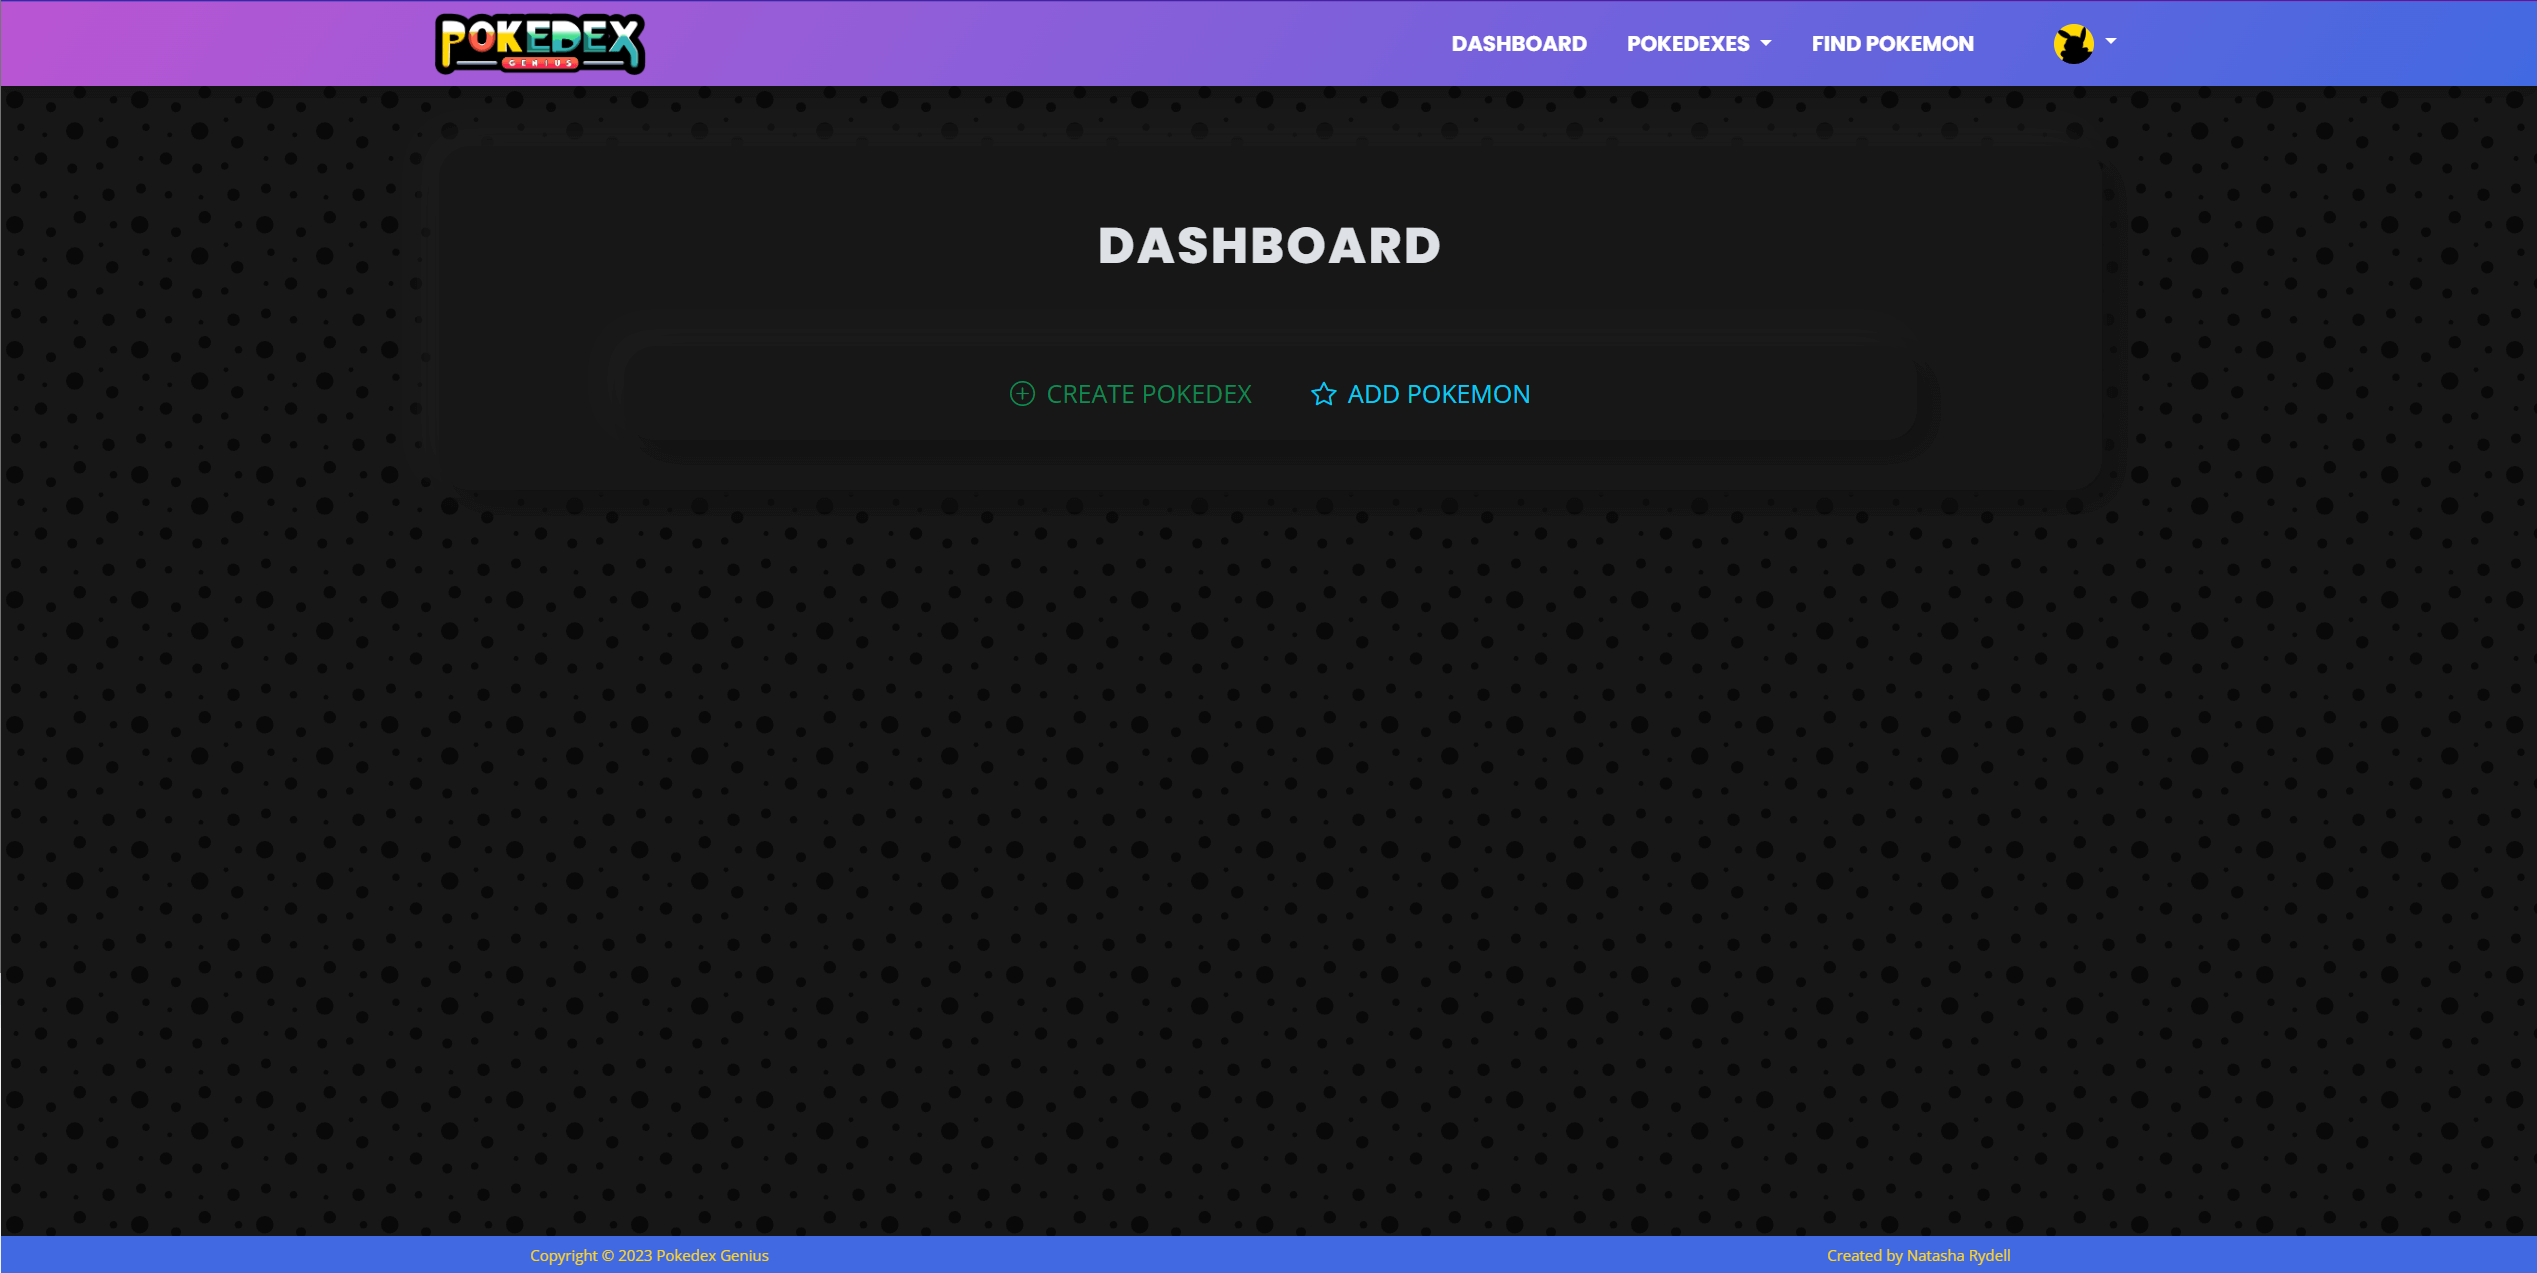 POKEDEX
GENIUS
DASHBOARD POKEDEXES FIND POKEMON
DASHBOARD
CREATE POKEDEX ADD POKEMON
Copyright © 2023 Pokedex Genius Created by Natasha Rydell